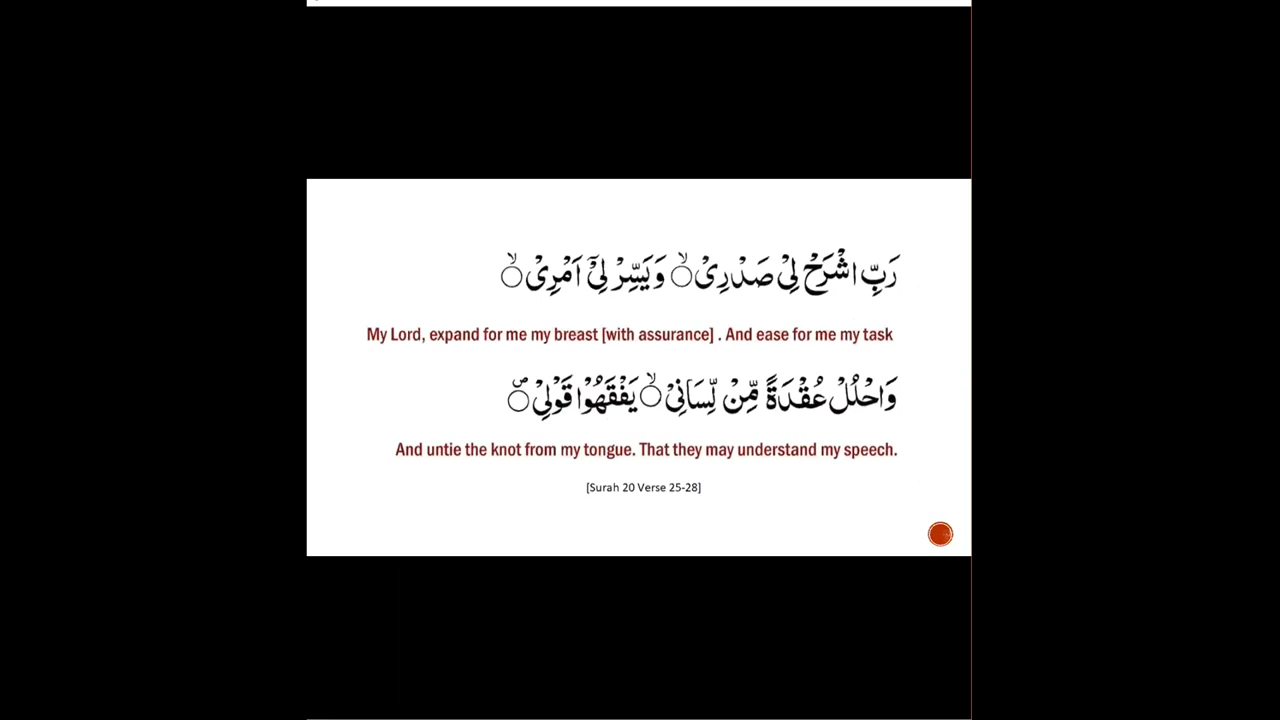 رَبِّ اشْرَحْ لِیْ صَدْرِیْۙ وَیَسِّرْ لِیْۤ اَمْرِیْۙ
My Lord, expand for me my breast [with assurance] . And ease for me my task
وَاحْلُلْ عُقْدَةً مِّنْ لِّسَانِیْۙ یَفْقَهُوْا قَوْلِیْ۪
And untie the knot from my tongue. That they may understand my speech.
[Surah 20 Verse 25-28]